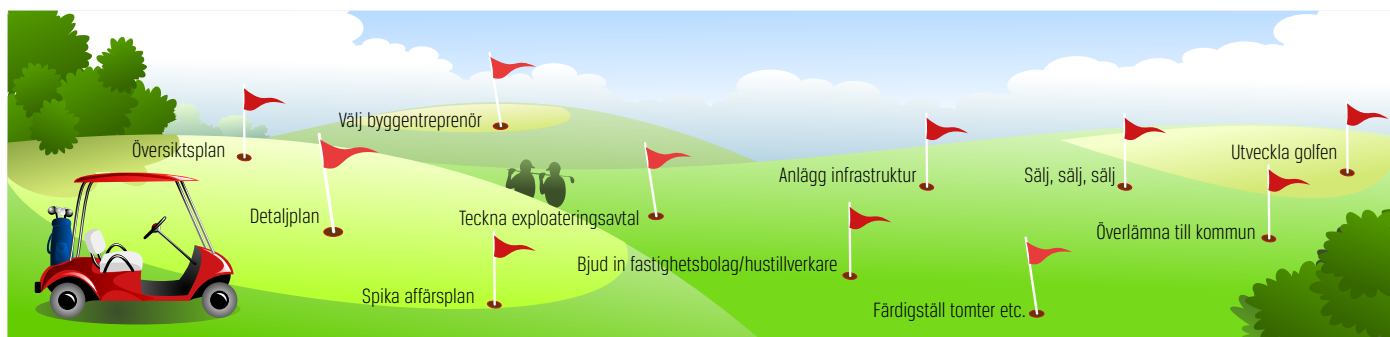 Översiktsplan
Detaljplan
Välj byggentreprenör
Spika affärsplan
Teckna exploateringsavtal
Bjud in fastighetsbolag/hustillverkare
Anlägg infrastruktur
Färdigställ tomter etc.
Sälj, sälj, sälj
Överlämna till kommun
Utveckla golfen